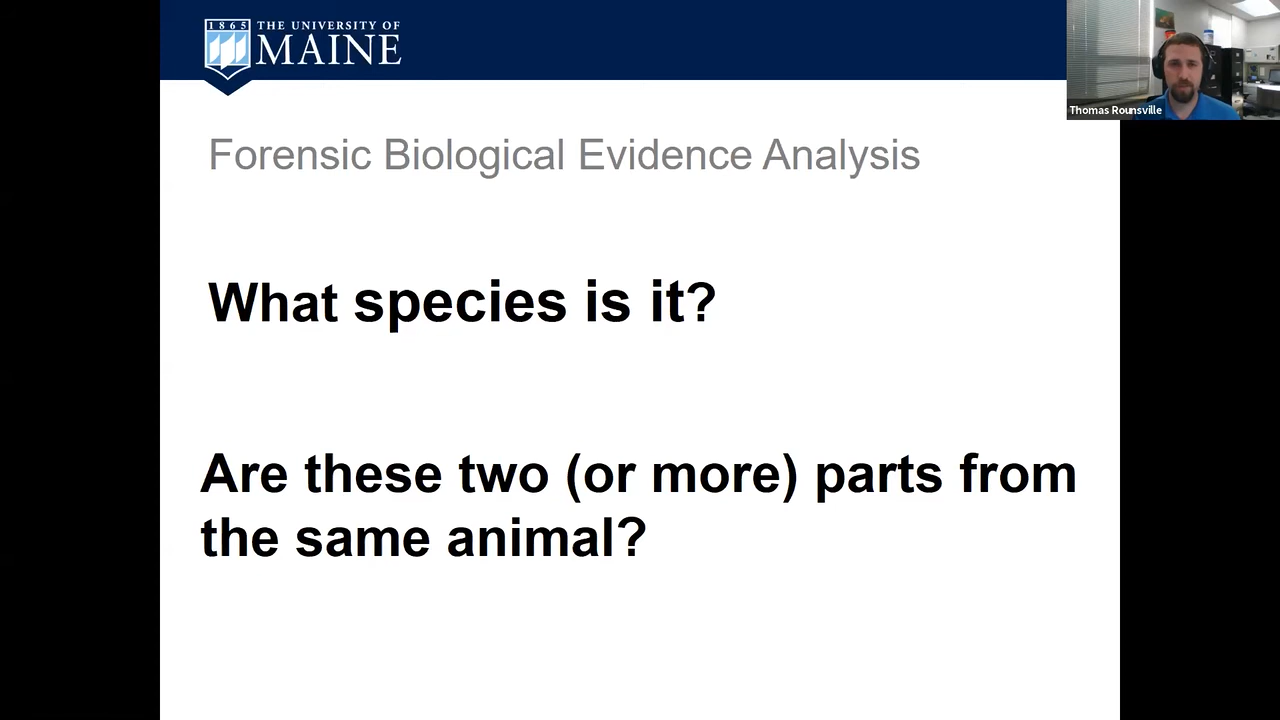 1865
THE UNIVERSITY OF
MAINE
Thomas Rounsville
Forensic Biological Evidence Analysis
What species is it?
Are these two (or more) parts from
the same animal?